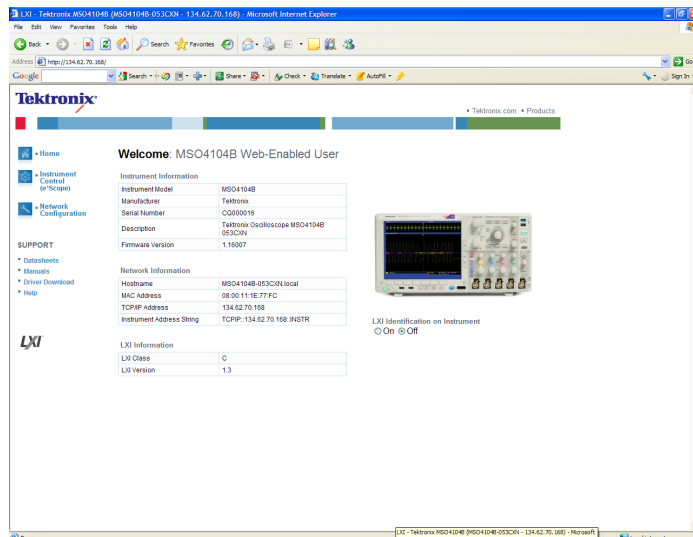 LXI - Tektronix MSO4104B (MSO4104B-053CXN - 134.62.70.168) - Microsoft Internet Explorer
File Edit View Favorites Tools Help
Back Search Favorites
Address http://134.62.70.168/ Go
Google Search Share Check Translate AutoFill Sign In
Tektronix
Tektronix.com Products
Home
Welcome: MSO4104B Web-Enabled User
Instrument
Control
(e*Scope)
Network
Configuration
Instrument Information
Instrument Model MSO4104B
Manufacturer Tektronix
Serial Number CQ000016
Description Tektronix Oscilloscope MSO4104B
053CXN
Firmware Version 1.16007
SUPPORT
Datasheets
Manuals
Driver Download
Help
Network Information
Hostname MSO4104B-053CXN.local
MAC Address 08:00:11:1E:77:FC
TCP/IP Address 134.62.70.168
Instrument Address String TCPIP::134.62.70.168::INSTR
LXI Identification on Instrument
On Off
LXI
LXI Information
LXI Class C
LXI Version 1.3
LXI - Tektronix MSO4104B (MSO4104B-053CXN - 134.62.70.168) - Microsoft